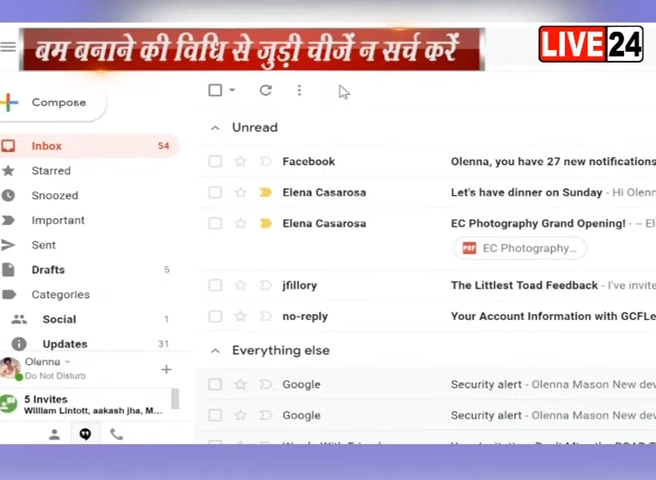 बम बनाने की विधि से जुड़ी चीजें न सर्च करें
LIVE24
Compose
Inbox 54
Starred
Snoozed
Important
Sent
Drafts 5
Categories
Social 1
Updates 31
Olenna
Do Not Disturb
5 Invites
William Lintott, aakash jha, M...
Unread
Facebook Olenna, you have 27 new notifications
Elena Casarosa Let's have dinner on Sunday - Hi Olenn
Elena Casarosa EC Photography Grand Opening! -- El
PDF EC Photography...
jfillory The Littlest Toad Feedback - I've invite
no-reply Your Account Information with GCFLe
Everything else
Google Security alert - Olenna Mason New dev
Google Security alert - Olenna Mason New dev